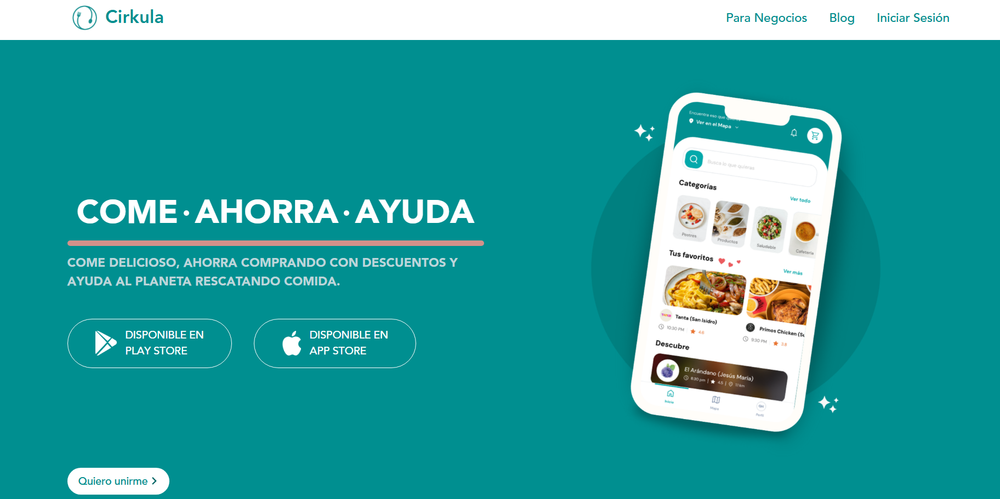 Cirkula
Para Negocios
Blog
Iniciar Sesión
COME · AHORRA · AYUDA
COME DELICIOSO, AHORRA COMPRANDO CON DESCUENTOS Y
AYUDA AL PLANETA RESCATANDO COMIDA.
DISPONIBLE EN
PLAY STORE
DISPONIBLE EN
APP STORE
Quiero unirme
Encuentra eso que quieres
Ver en el Mapa
Busca lo que quieras
Categorías
Ver todo
Postres
Productos
Saludable
Cafetería
Tus favoritos
Ver más
TANTA
Tanta (San Isidro)
10:30 PM | 4.6
Primos Chicken (Su
9:30 PM | 3.8
Descubre
El Arándano (Jesús María)
8:30 pm | 4.5 | 1.1 km
Inicio
Mapa
GH
Perfil